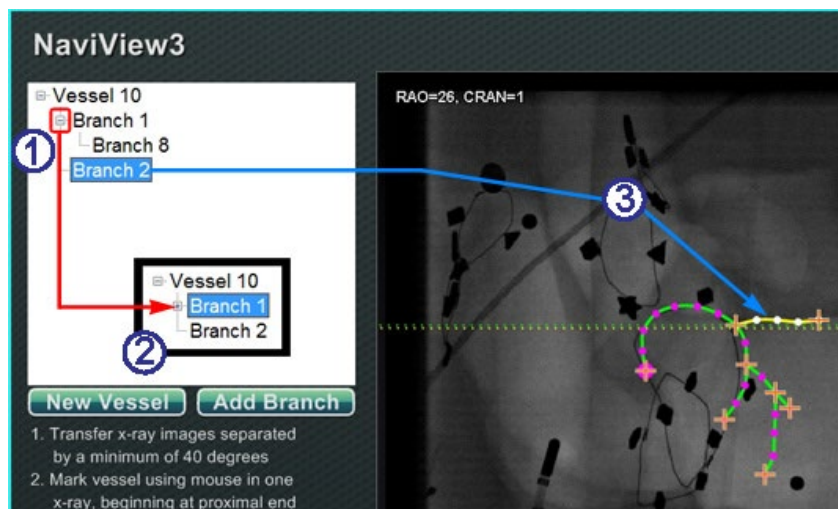 NaviView3
Vessel 10
Branch 1
Branch 8
Branch 2
1
Vessel 10
Branch 1
Branch 2
2
New Vessel
Add Branch
1. Transfer x-ray images separated
by a minimum of 40 degrees
2. Mark vessel using mouse in one
x-ray, beginning at proximal end
RAO=26, CRAN=1
3